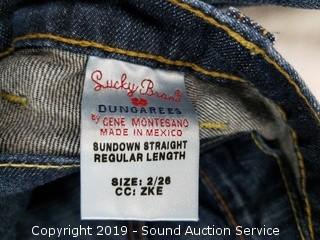 Lucky Brand
DUNGAREES
By GENE MONTESANO
MADE IN MEXICO
SUNDOWN STRAIGHT
REGULAR LENGTH
SIZE: 2/26
CC: ZKE
Copyright 2019 - Sound Auction Service